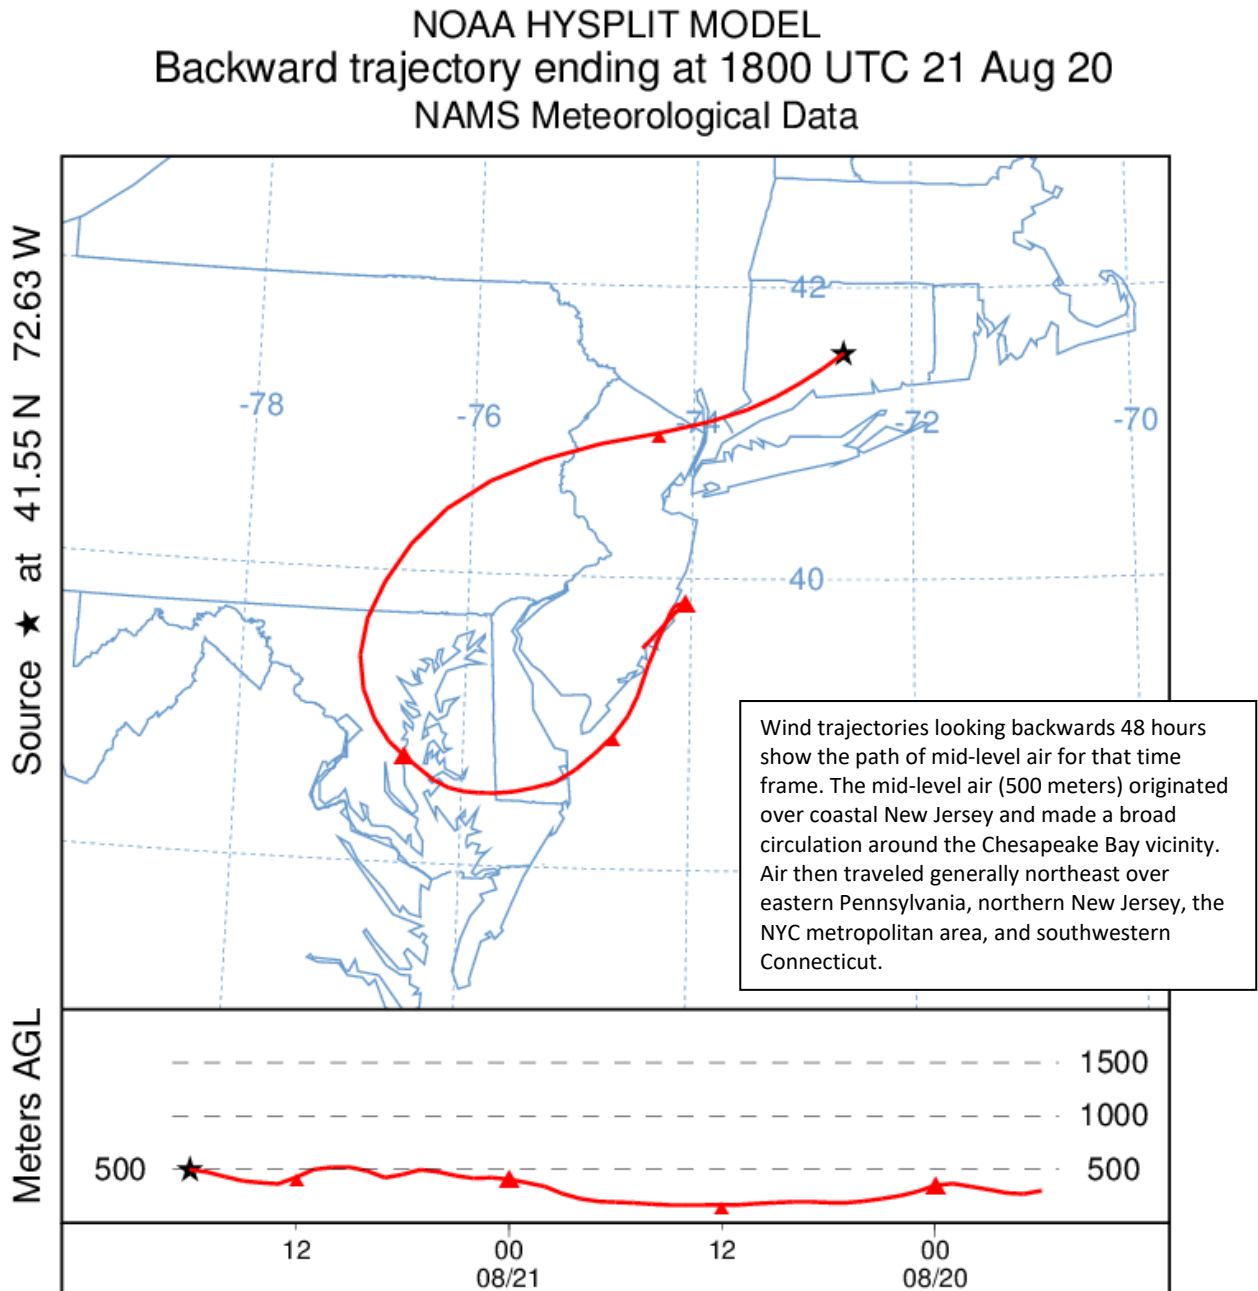 NOAA HYSPLIT MODEL
Backward trajectory ending at 1800 UTC 21 Aug 20
NAMS Meteorological Data
Source ★ at 41.55 N 72.63 W
42
-78
-76
-74
-72
-70
40
Wind trajectories looking backwards 48 hours
show the path of mid-level air for that time
frame. The mid-level air (500 meters) originated
over coastal New Jersey and made a broad
circulation around the Chesapeake Bay vicinity.
Air then traveled generally northeast over
eastern Pennsylvania, northern New Jersey, the
NYC metropolitan area, and southwestern
Connecticut.
Meters AGL
1500
1000
500
500
12
00
12
00
08/21
08/20